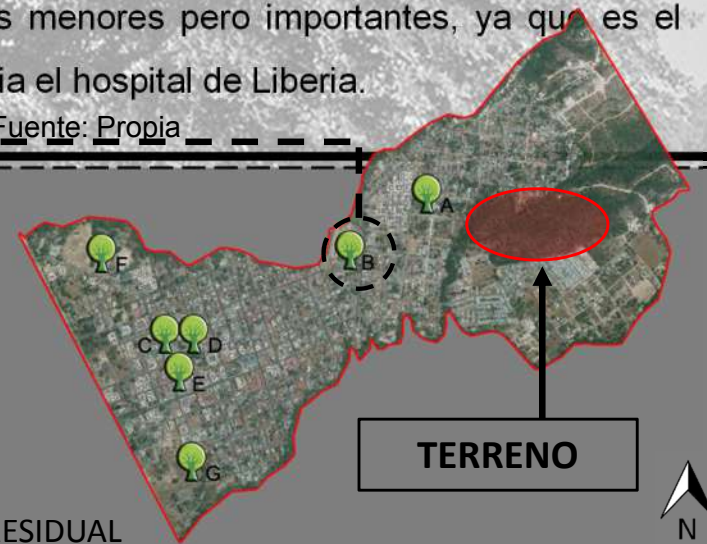 s menores pero importantes, ya que es el
ia el hospital de Liberia.
Fuente: Propia
A
B
F
C
D
E
G
TERRENO
N
ESIDUAL